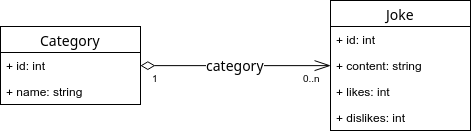 Category
+ id: int
+ name: string
1
category
0..n
Joke
+ id: int
+ content: string
+ likes: int
+ dislikes: int